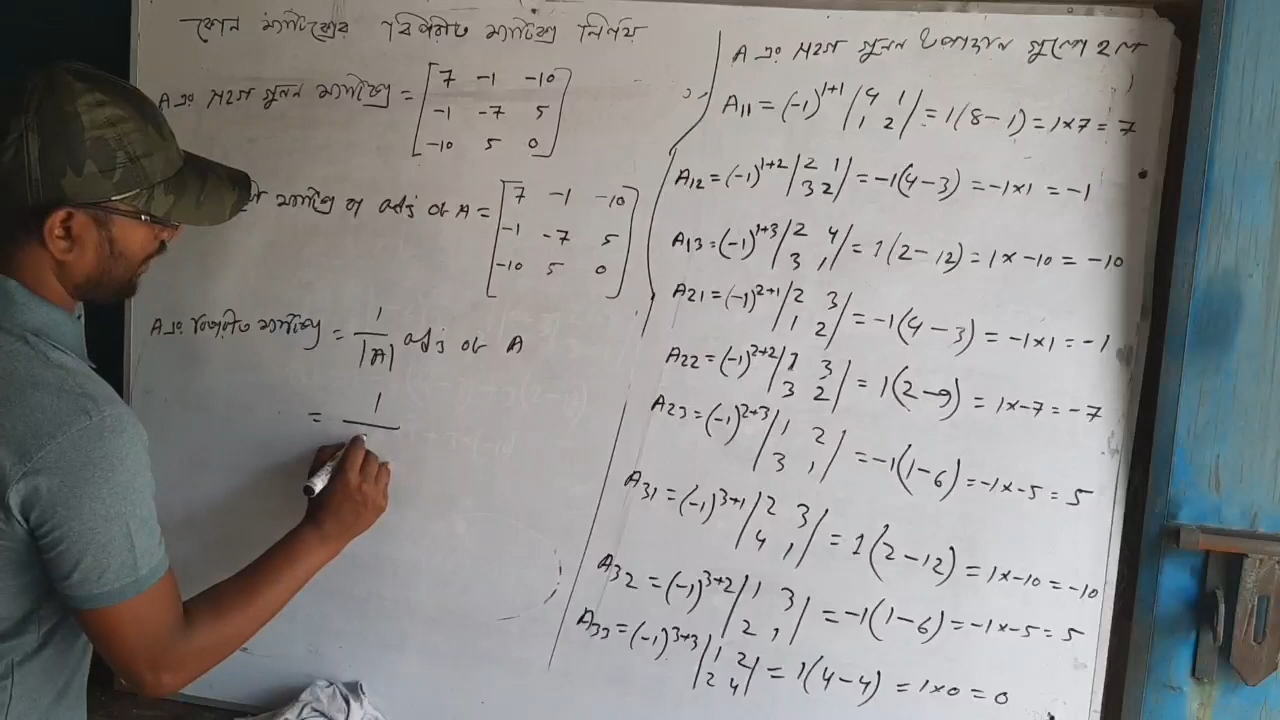 কোন ম্যাট্রিক্সের বিপরীত ম্যাট্রিক্স নির্ণয়
A এর সহগ গুনন ম্যাট্রিক্স = [7 -1 -10
-1 -7 5
-10 5 0]
ম্যাট্রিক্স বা adj of A = [7 -1 -10
-1 -7 5
-10 5 0]
A এর বিপরীত ম্যাট্রিক্স = 1/|A| adj of A
= 1/
A এর সহগ গুনন উপাদান গুলো হল
A11 = (-1)^1+1 |4 1
1 2| = 1(8-1) = 1×7 = 7
A12 = (-1)^1+2 |2 1
3 2| = -1(4-3) = -1×1 = -1
A13 = (-1)^1+3 |2 4
3 1| = 1(2-12) = 1×-10 = -10
A21 = (-1)^2+1 |2 3
1 2| = -1(4-3) = -1×1 = -1
A22 = (-1)^2+2 |1 3
3 2| = 1(2-9) = 1×-7 = -7
A23 = (-1)^2+3 |1 2
3 1| = -1(1-6) = -1×-5 = 5
A31 = (-1)^3+1 |2 3
4 1| = 1(2-12) = 1×-10 = -10
A32 = (-1)^3+2 |1 3
2 1| = -1(1-6) = -1×-5 = 5
A33 = (-1)^3+3 |1 2
2 4| = 1(4-4) = 1×0 = 0